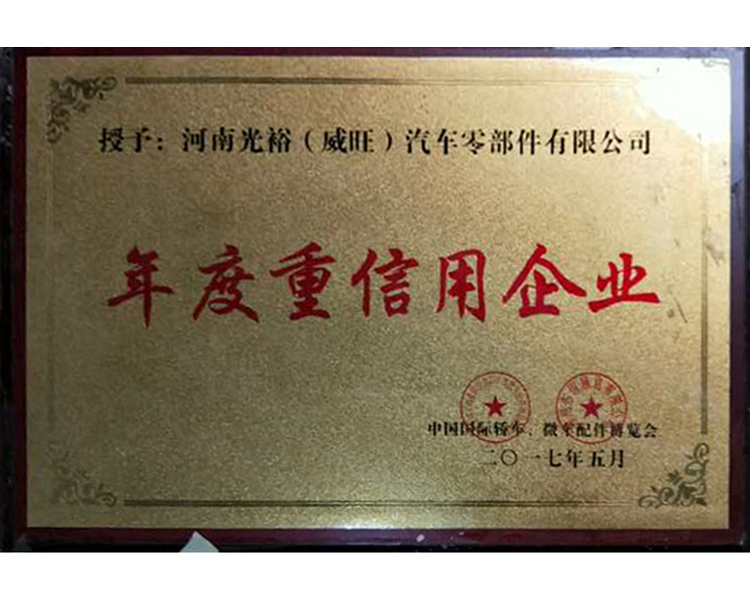 授予：河南光裕（威旺）汽车零部件有限公司
年度重信用企业
中国国际轿车、微车配件博览会
二〇一七年五月